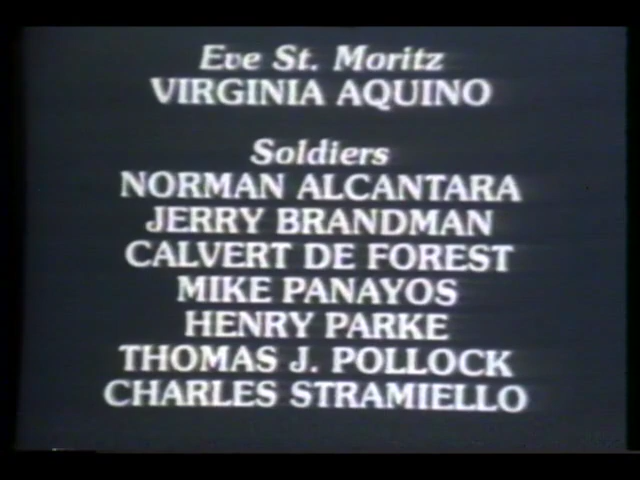 Eve St. Moritz
VIRGINIA AQUINO
Soldiers
NORMAN ALCANTARA
JERRY BRANDMAN
CALVERT DE FOREST
MIKE PANAYOS
HENRY PARKE
THOMAS J. POLLOCK
CHARLES STRAMIELLO